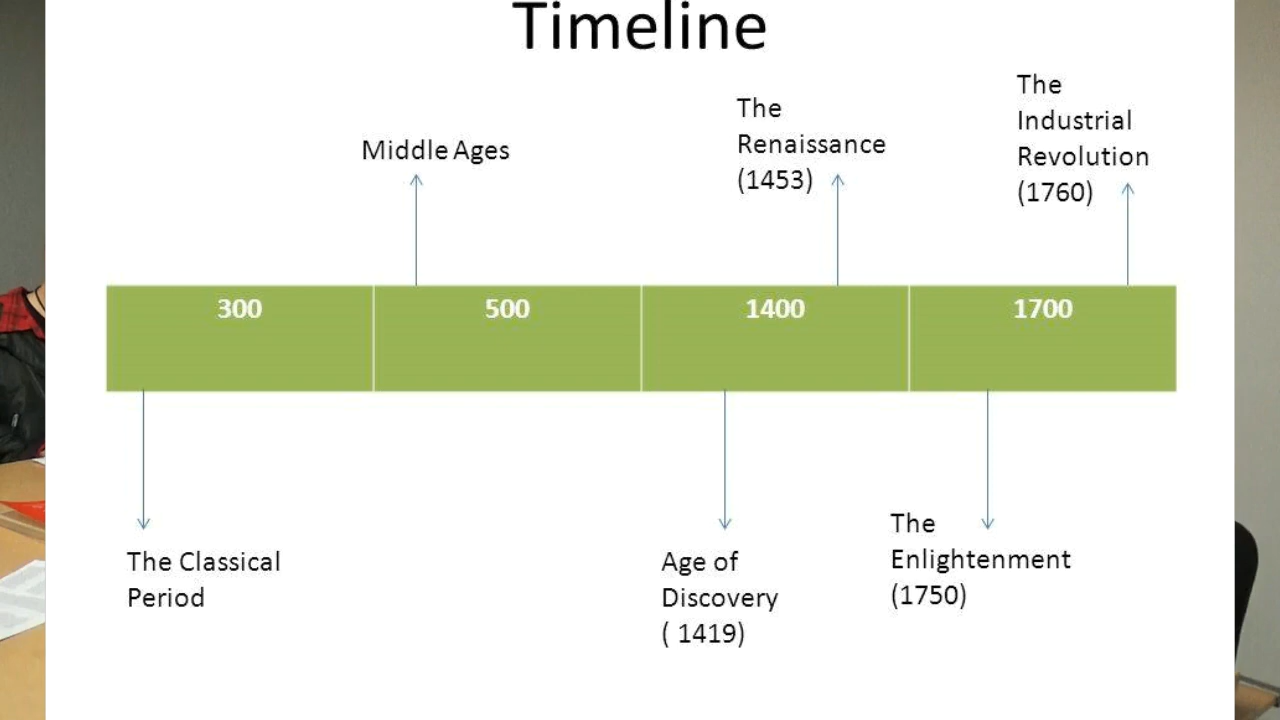 Timeline
Middle Ages
The
Renaissance
(1453)
The
Industrial
Revolution
(1760)
300
500
1400
1700
The Classical
Period
Age of
Discovery
( 1419)
The
Enlightenment
(1750)